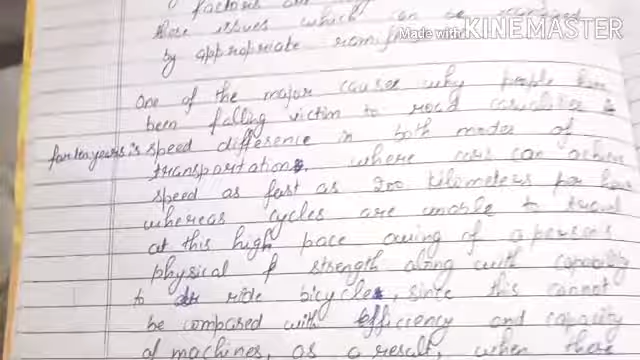 factors
these issues which can be
by appropriate
Made with KINEMASTER
One of the major causes why people
been falling victim to road casualties
for ten years is speed difference in both modes of
transportation, where cars can achieve
speed as fast as 200 kilometers per hour
whereas cycles are unable to travel
at this high pace owing of a person's
physical & strength along with capability
to ride bicycle, since this cannot
be compared with efficiency and capacity
of machines, as a result, when there